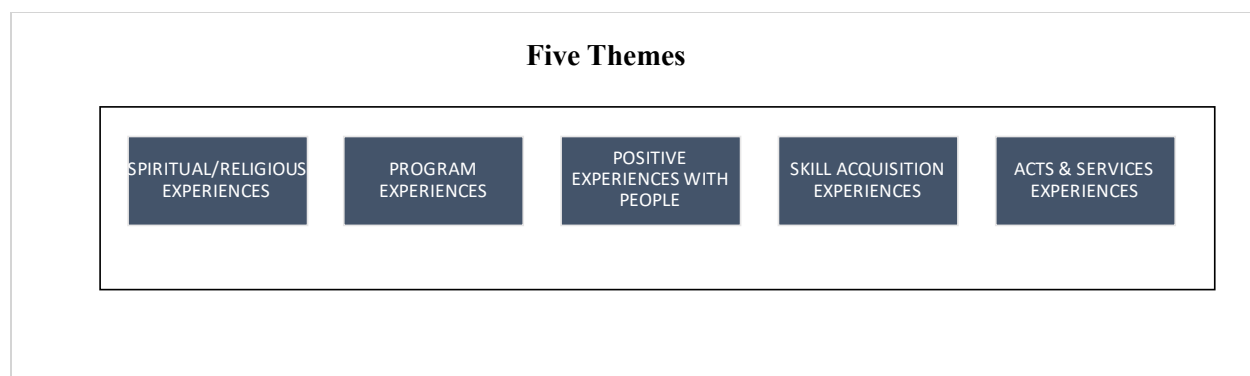 Five Themes
SPIRITUAL/RELIGIOUS
EXPERIENCES
PROGRAM
EXPERIENCES
POSITIVE
EXPERIENCES WITH
PEOPLE
SKILL ACQUISITION
EXPERIENCES
ACTS & SERVICES
EXPERIENCES